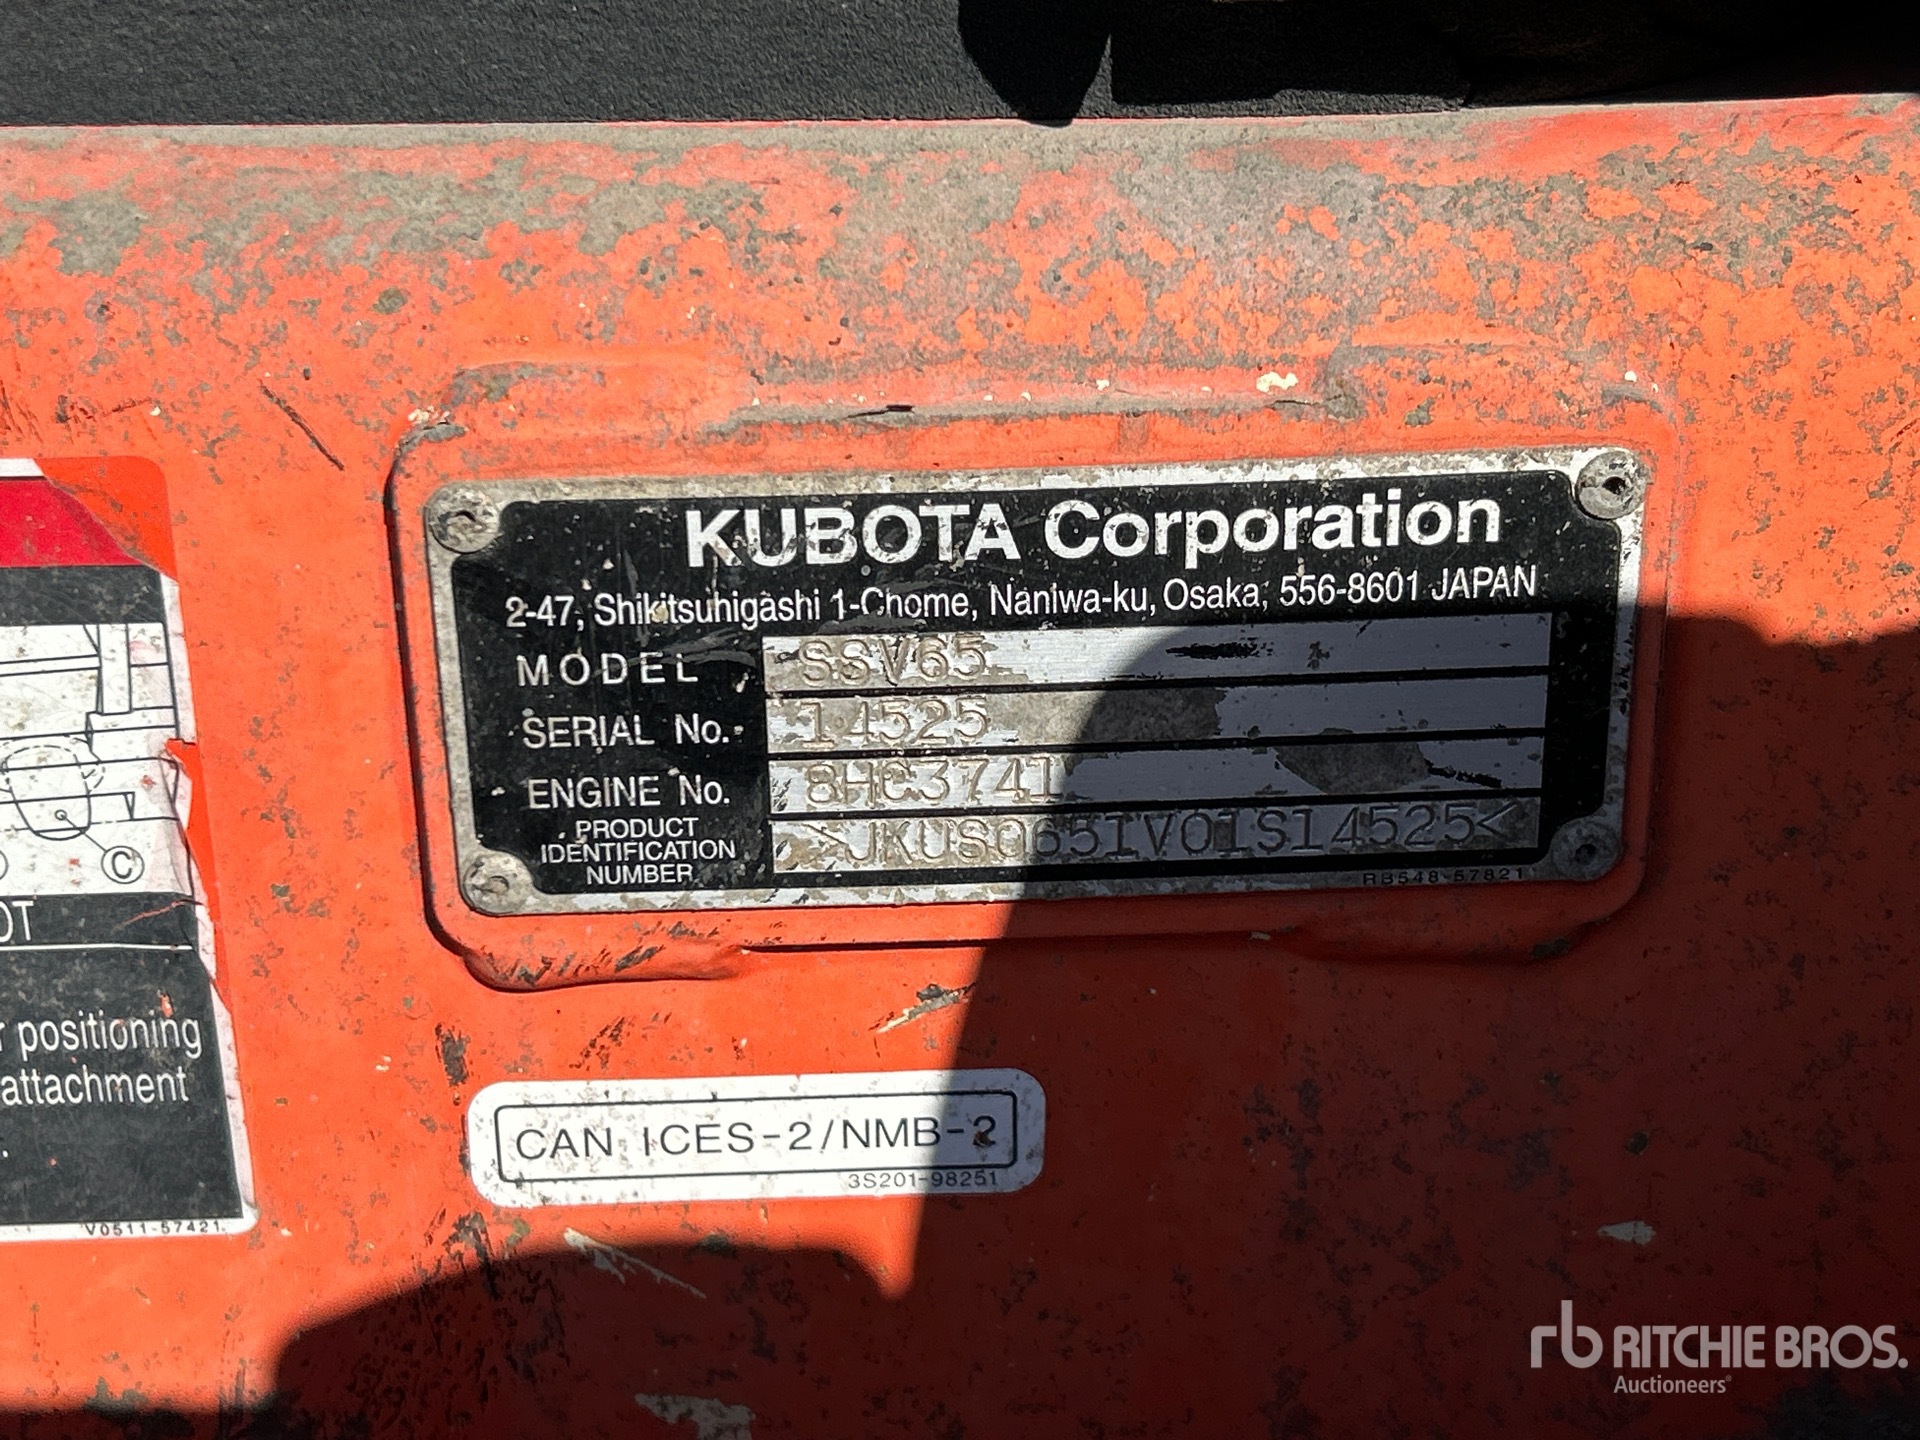 KUBOTA Corporation
2-47, Shikitsuhigashi 1-Chome, Naniwa-ku, Osaka, 556-8601 JAPAN
MODEL SSV65
SERIAL No. 14525
ENGINE No. 8HC3741
PRODUCT
IDENTIFICATION
NUMBER
>JKUS0651V01S14525<
RB548-57821
C
OT
r positioning
attachment
V0511-57421
CAN ICES-2/NMB-2
3S201-98251
rb RITCHIE BROS.
Auctioneers